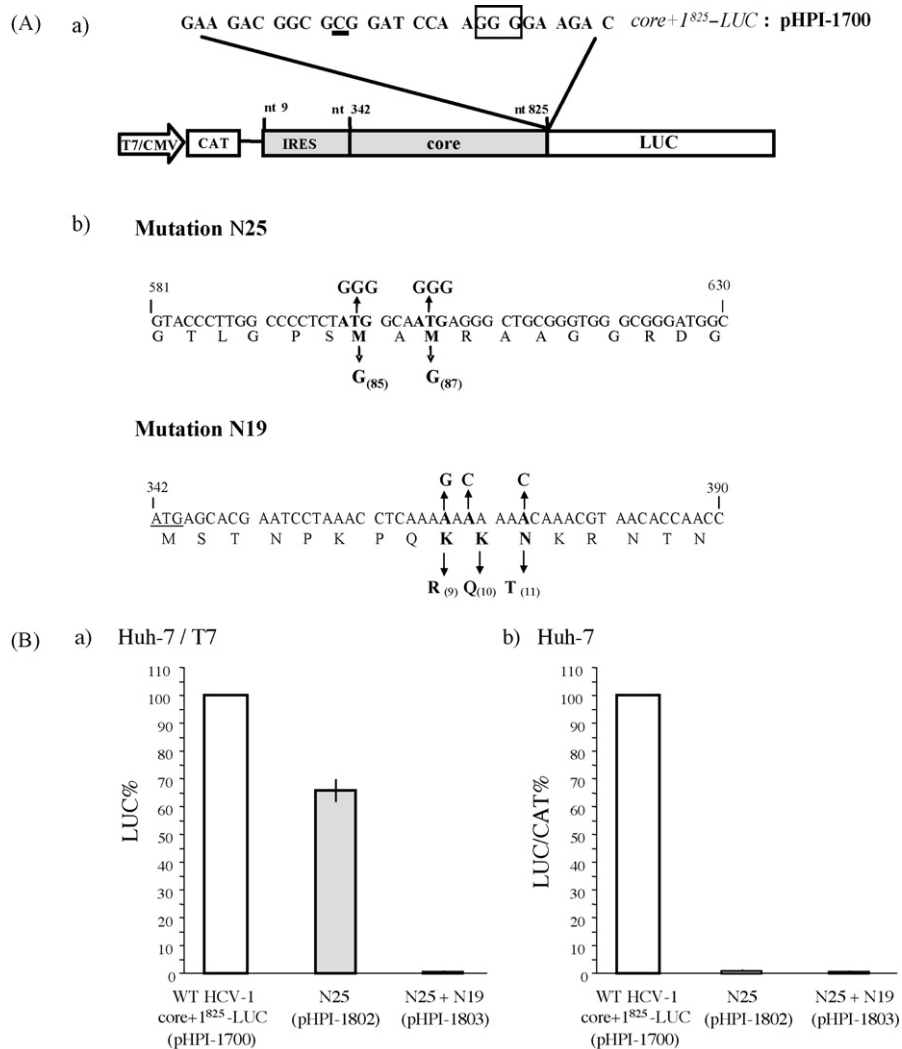 (A) a) GAA GAC GGC GCG GAT CCA AGG GGA AGA C core+1⁸²⁵–LUC : pHPI-1700
nt 9 nt 342 nt 825
T7/CMV CAT IRES core LUC
b) Mutation N25
GGG GGG
581 630
GTACCCTTGG CCCCTCTATG GCAATGAGGG CTGCGGGTGG GCGGGATGGC
G T L G P S M A M R A A G G R D G
G(85) G(87)
Mutation N19
G C C
342 390
ATGAGCACG AATCCTAAAC CTCAAAAAAA AAACAAACGT AACACCAACC
M S T N P K P Q K K N K R N T N
R (9) Q(10) T (11)
(B) a) Huh-7 / T7 b) Huh-7
110
100
90
80
70
60
50
40
30
20
10
0
LUC%
WT HCV-1
core+1⁸²⁵-LUC
(pHPI-1700)
N25
(pHPI-1802)
N25 + N19
(pHPI-1803)
110
100
90
80
70
60
50
40
30
20
10
0
LUC/CAT%
WT HCV-1
core+1⁸²⁵-LUC
(pHPI-1700)
N25
(pHPI-1802)
N25 + N19
(pHPI-1803)